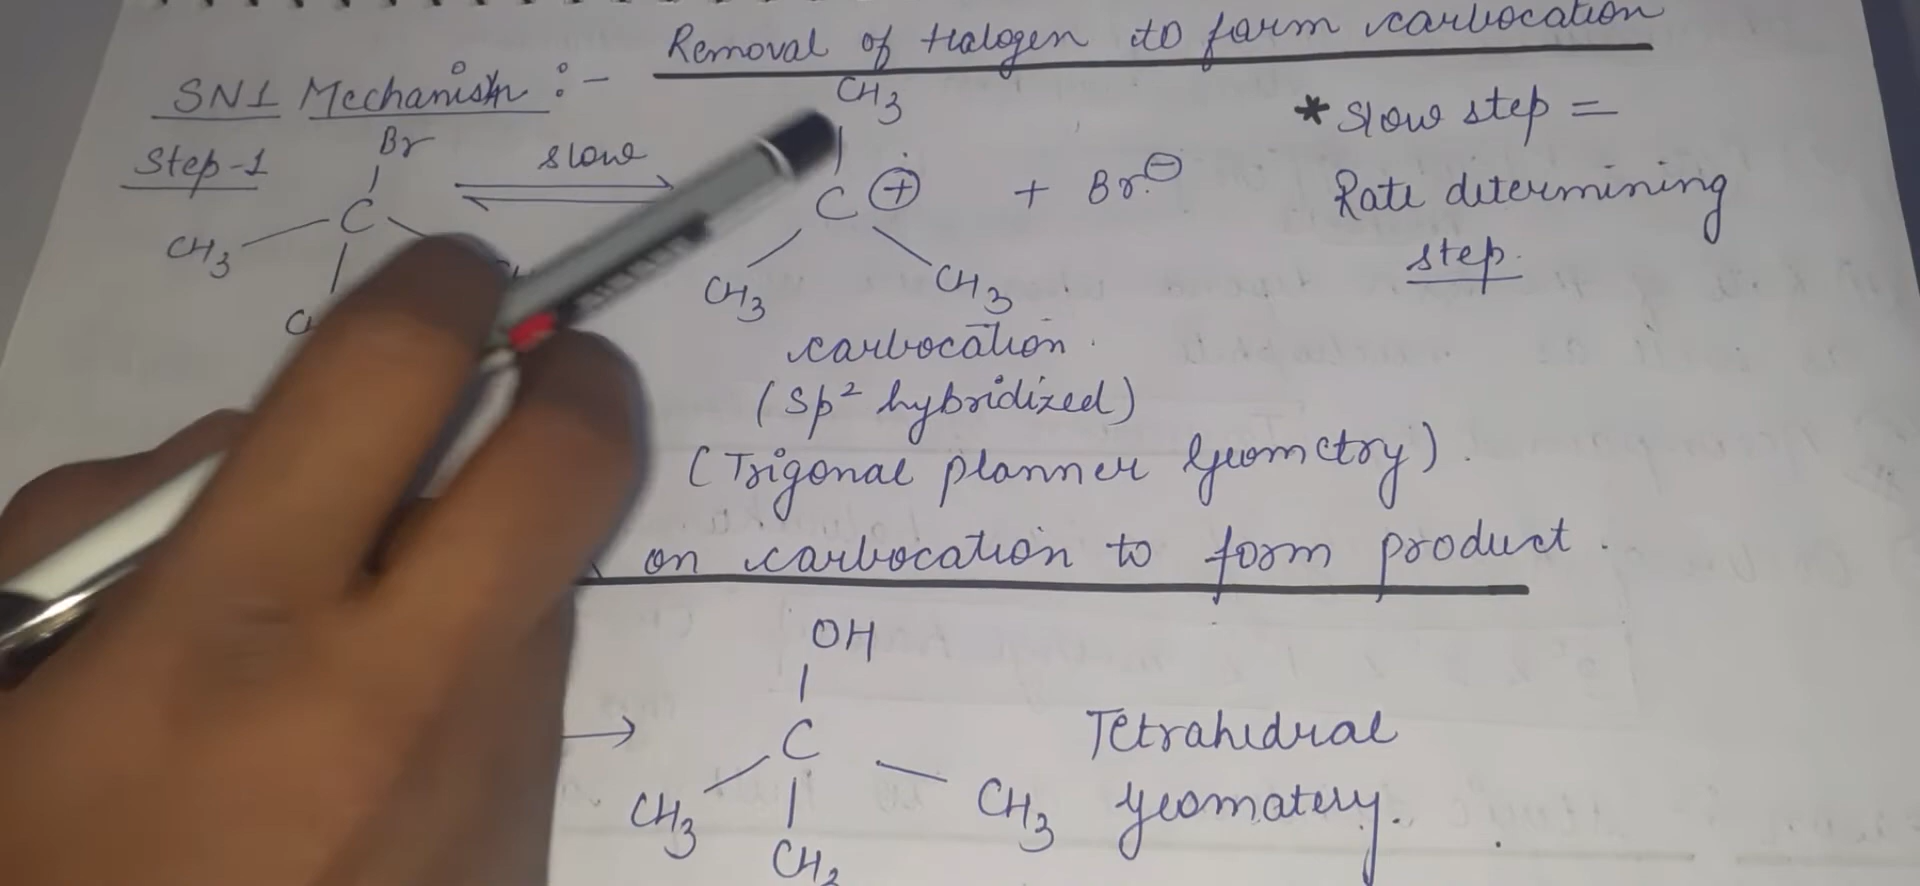 Removal of Halogen to form carbocation
SN1 Mechanism :-
Step-1
Br
C
CH3
slow
CH3
C ⊕
CH3
CH3
+ Br⊖
* Slow step =
Rate determining
step.
carbocation.
(Sp² hybridized)
(Trigonal planner Geometry).
on carbocation to form product.
OH
→ C
CH3
CH3
CH3
Tetrahedral
geomatery.